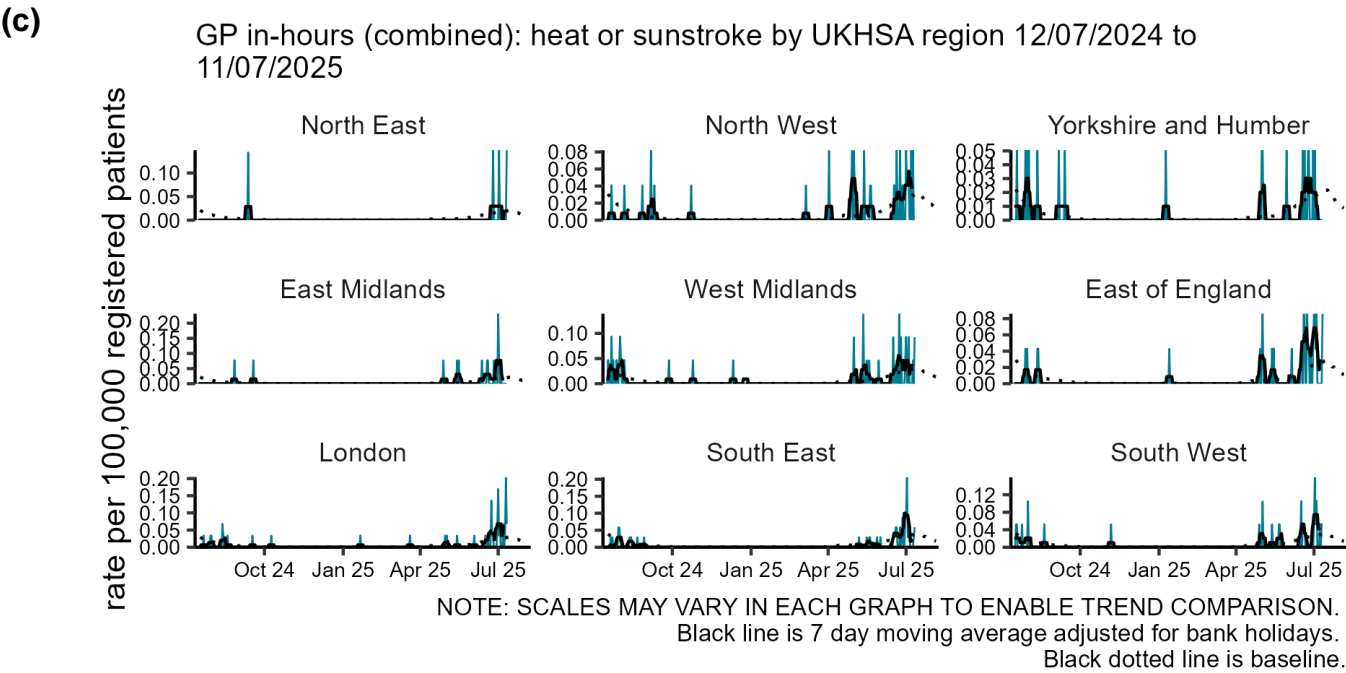 (c)
GP in-hours (combined): heat or sunstroke by UKHSA region 12/07/2024 to
11/07/2025
rate per 100,000 registered patients
North East
0.10
0.05
0.00
North West
0.08
0.06
0.04
0.02
0.00
Yorkshire and Humber
0.05
0.04
0.03
0.02
0.01
0.00
East Midlands
0.20
0.15
0.10
0.05
0.00
West Midlands
0.10
0.05
0.00
East of England
0.08
0.06
0.04
0.02
0.00
London
0.20
0.15
0.10
0.05
0.00
Oct 24 Jan 25 Apr 25 Jul 25
South East
0.20
0.15
0.10
0.05
0.00
Oct 24 Jan 25 Apr 25 Jul 25
South West
0.12
0.08
0.04
0.00
Oct 24 Jan 25 Apr 25 Jul 25
NOTE: SCALES MAY VARY IN EACH GRAPH TO ENABLE TREND COMPARISON.
Black line is 7 day moving average adjusted for bank holidays.
Black dotted line is baseline.